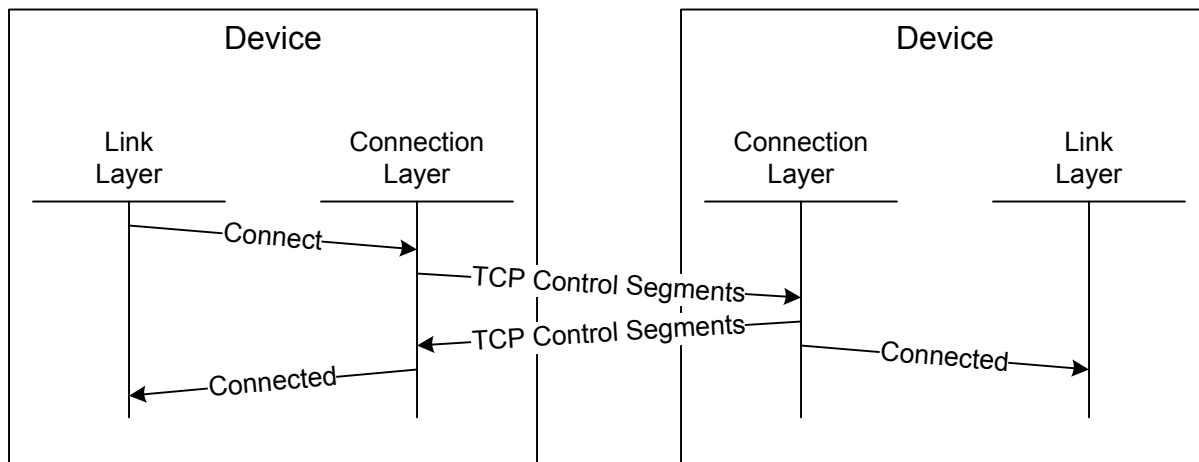 Device
Device
Link
Layer
Connection
Layer
Connection
Layer
Link
Layer
Connect
TCP Control Segments
TCP Control Segments
Connected
Connected